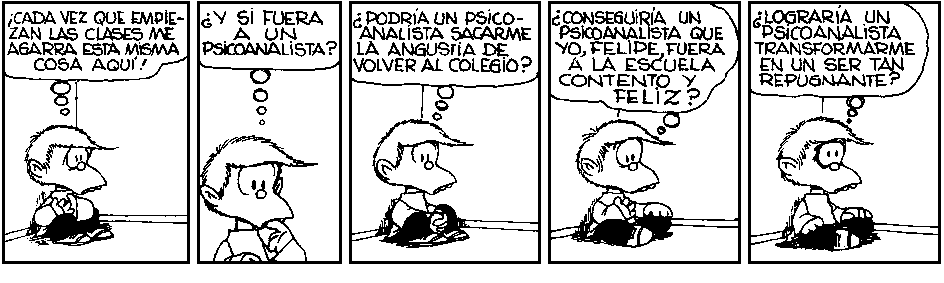 ¡CADA VEZ QUE EMPIE-
ZAN LAS CLASES ME
AGARRA ESTA MISMA
COSA AQUÍ!
¿Y SI FUERA
A UN
PSICOANALISTA?
¿PODRÍA UN PSICO-
ANALISTA SACARME
LA ANGUSTIA DE
VOLVER AL COLEGIO?
¿CONSEGUIRÍA UN
PSICOANALISTA QUE
YO, FELIPE, FUERA
A LA ESCUELA
CONTENTO Y
FELIZ?
¿LOGRARÍA UN
PSICOANALISTA
TRANSFORMARME
EN UN SER TAN
REPUGNANTE?